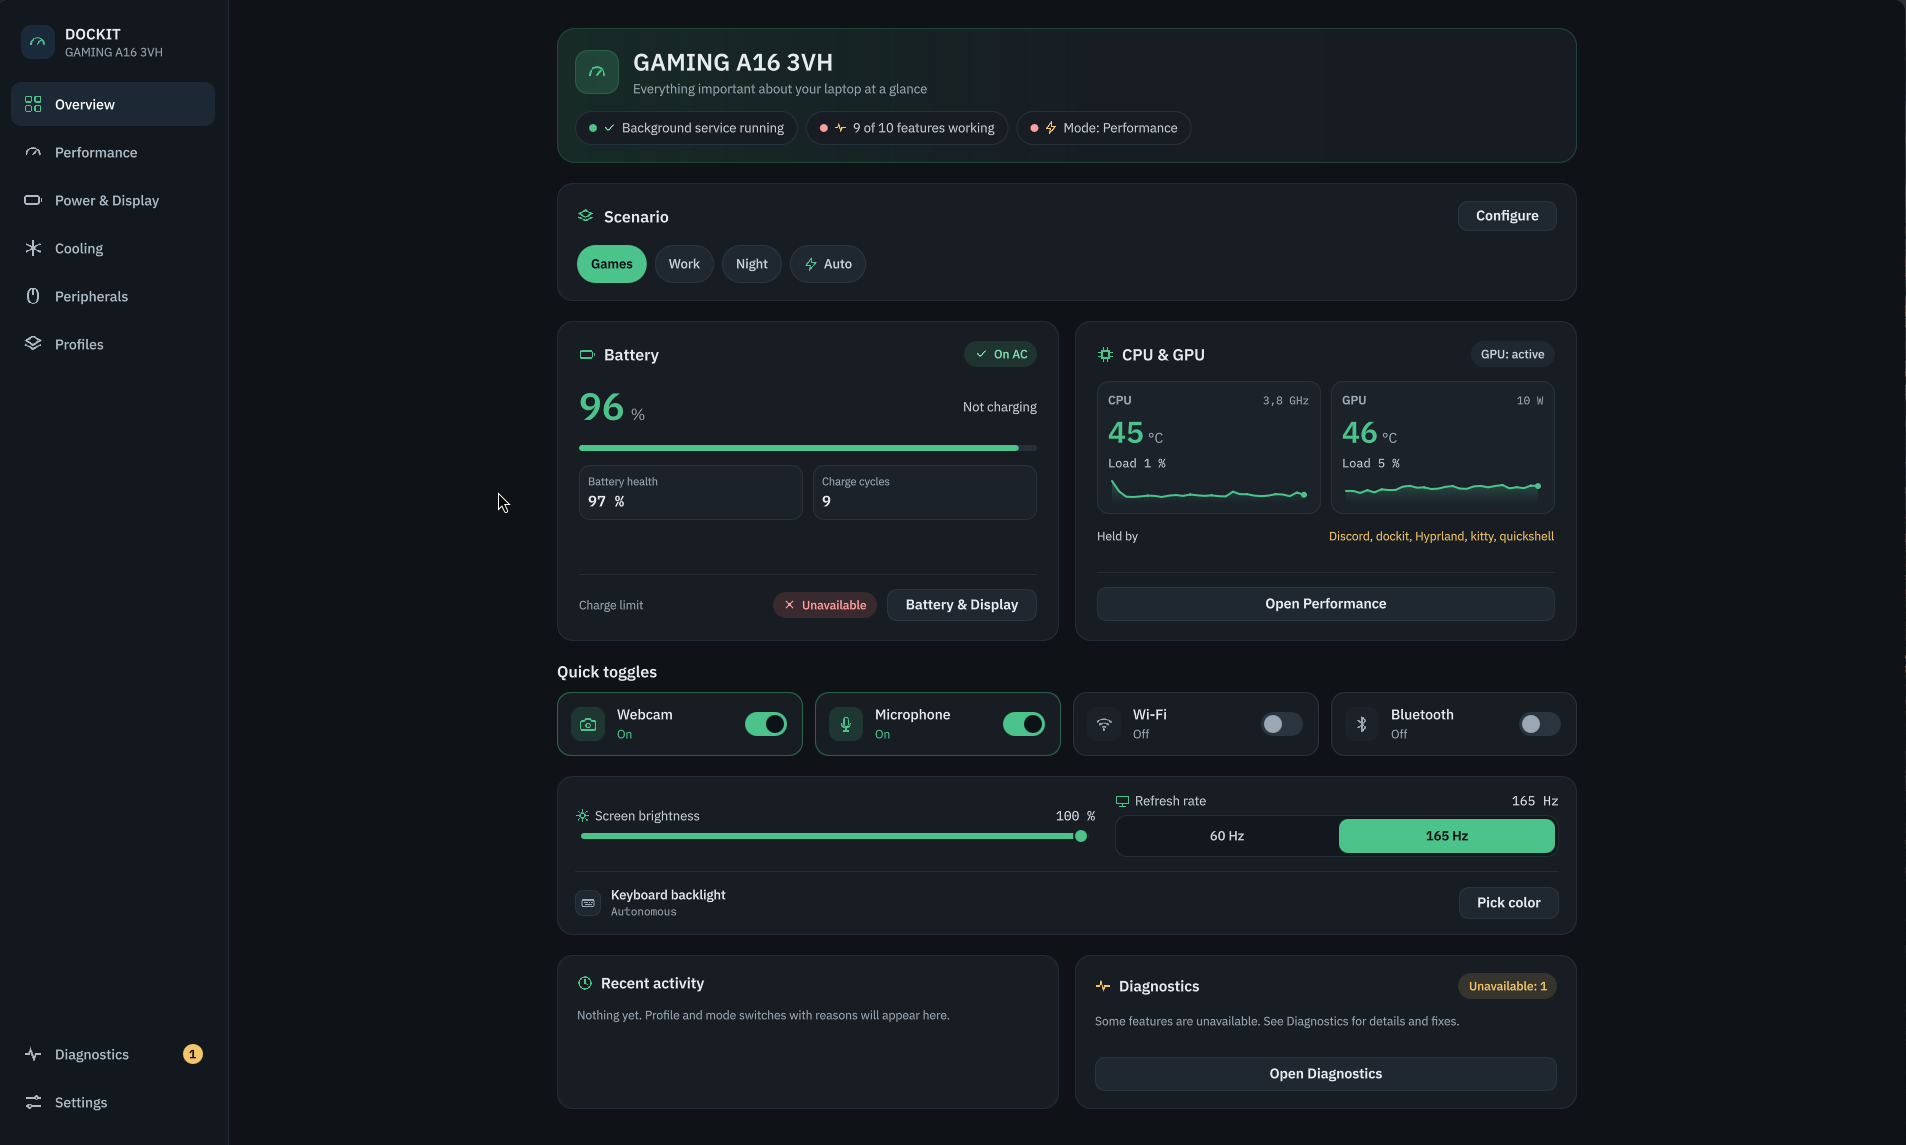 DOCKIT
GAMING A16 3VH
Overview
Performance
Power & Display
Cooling
Peripherals
Profiles
Diagnostics
1
Settings
GAMING A16 3VH
Everything important about your laptop at a glance
Background service running
9 of 10 features working
Mode: Performance
Scenario
Configure
Games
Work
Night
Auto
Battery
On AC
96 %
Not charging
Battery health
97 %
Charge cycles
9
Charge limit
Unavailable
Battery & Display
CPU & GPU
GPU: active
CPU
3,8 GHz
45 °C
Load 1 %
GPU
10 W
46 °C
Load 5 %
Held by
Discord, dockit, Hyprland, kitty, quickshell
Open Performance
Quick toggles
Webcam
On
Microphone
On
Wi-Fi
Off
Bluetooth
Off
Screen brightness
100 %
Refresh rate
165 Hz
60 Hz
165 Hz
Keyboard backlight
Autonomous
Pick color
Recent activity
Nothing yet. Profile and mode switches with reasons will appear here.
Diagnostics
Unavailable: 1
Some features are unavailable. See Diagnostics for details and fixes.
Open Diagnostics